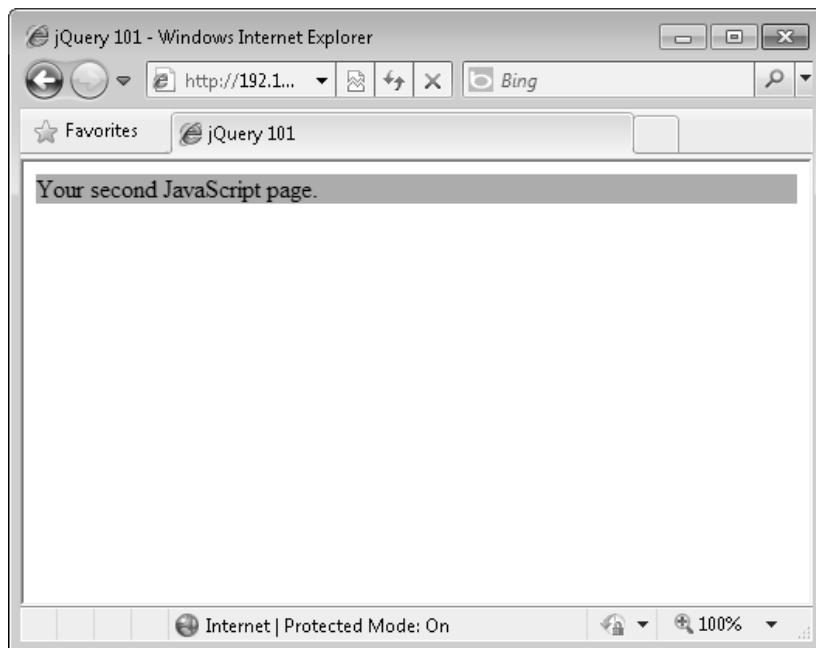 jQuery 101 - Windows Internet Explorer
http://192.1... Bing
Favorites jQuery 101
Your second JavaScript page.
Internet | Protected Mode: On 100%